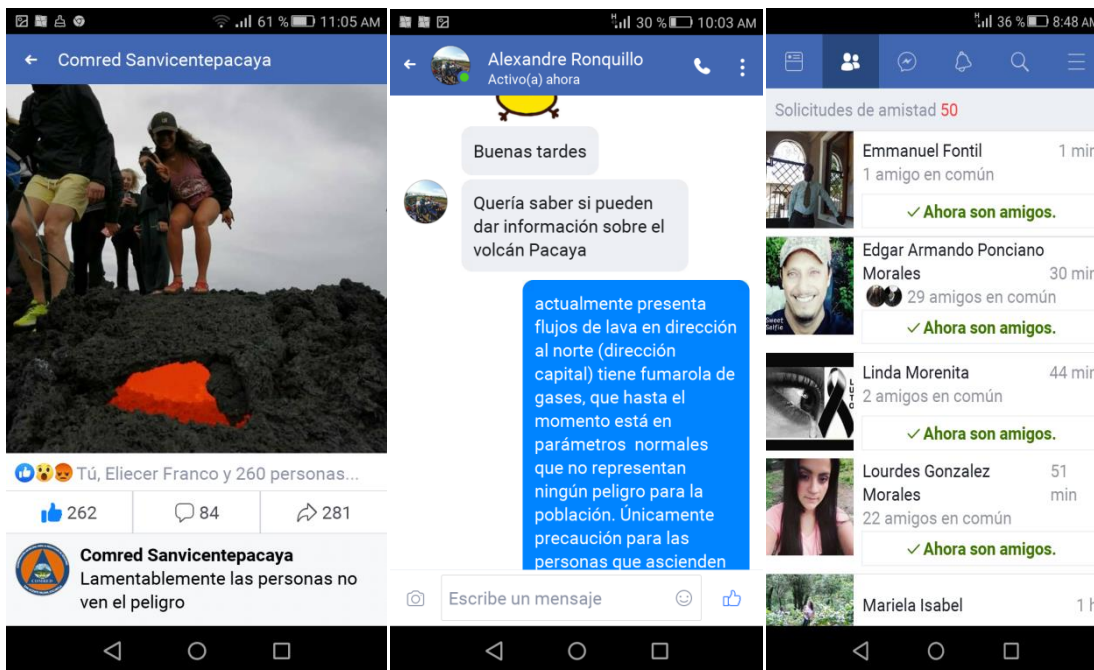 61 % 11:05 AM
Comred Sanvicentepacaya
Tú, Eliecer Franco y 260 personas...
262
84
281
Comred Sanvicentepacaya
Lamentablemente las personas no
ven el peligro
H 30 % 10:03 AM
Alexandre Ronquillo
Activo(a) ahora
Buenas tardes
Quería saber si pueden
dar información sobre el
volcán Pacaya
actualmente presenta
flujos de lava en dirección
al norte (dirección
capital) tiene fumarola de
gases, que hasta el
momento está en
parámetros normales
que no representan
ningún peligro para la
población. Únicamente
precaución para las
personas que ascienden
Escribe un mensaje
H 36 % 8:48 AM
Solicitudes de amistad 50
Emmanuel Fontil 1 min
1 amigo en común
✓ Ahora son amigos.
Edgar Armando Ponciano
Morales 30 min
29 amigos en común
Sweet
Selfie
✓ Ahora son amigos.
Linda Morenita 44 min
2 amigos en común
LUTO
✓ Ahora son amigos.
Lourdes Gonzalez 51
Morales min
22 amigos en común
✓ Ahora son amigos.
Mariela Isabel 1 h